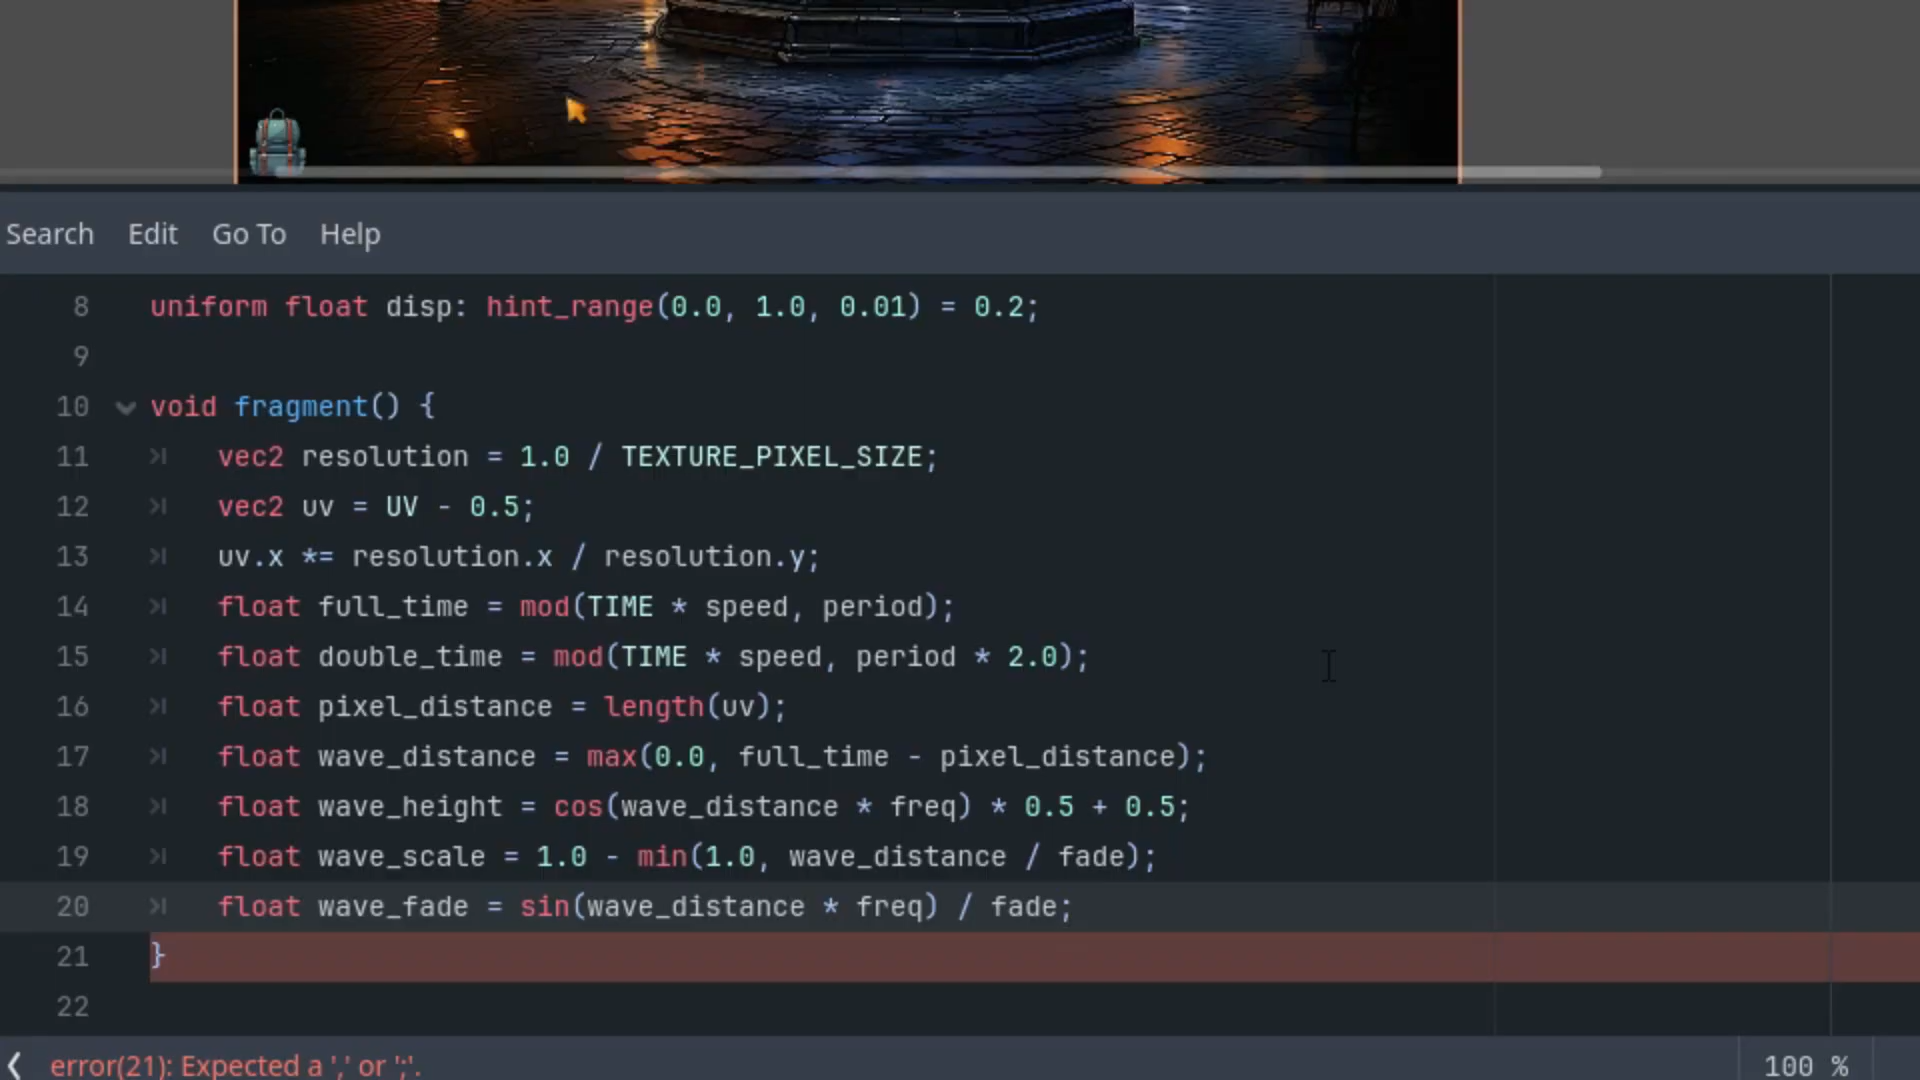 Search Edit Go To Help
8 uniform float disp: hint_range(0.0, 1.0, 0.01) = 0.2;
9
10 void fragment() {
11 vec2 resolution = 1.0 / TEXTURE_PIXEL_SIZE;
12 vec2 uv = UV - 0.5;
13 uv.x *= resolution.x / resolution.y;
14 float full_time = mod(TIME * speed, period);
15 float double_time = mod(TIME * speed, period * 2.0);
16 float pixel_distance = length(uv);
17 float wave_distance = max(0.0, full_time - pixel_distance);
18 float wave_height = cos(wave_distance * freq) * 0.5 + 0.5;
19 float wave_scale = 1.0 - min(1.0, wave_distance / fade);
20 float wave_fade = sin(wave_distance * freq) / fade;
21 }
22
error(21): Expected a ',' or ';'. 100 %